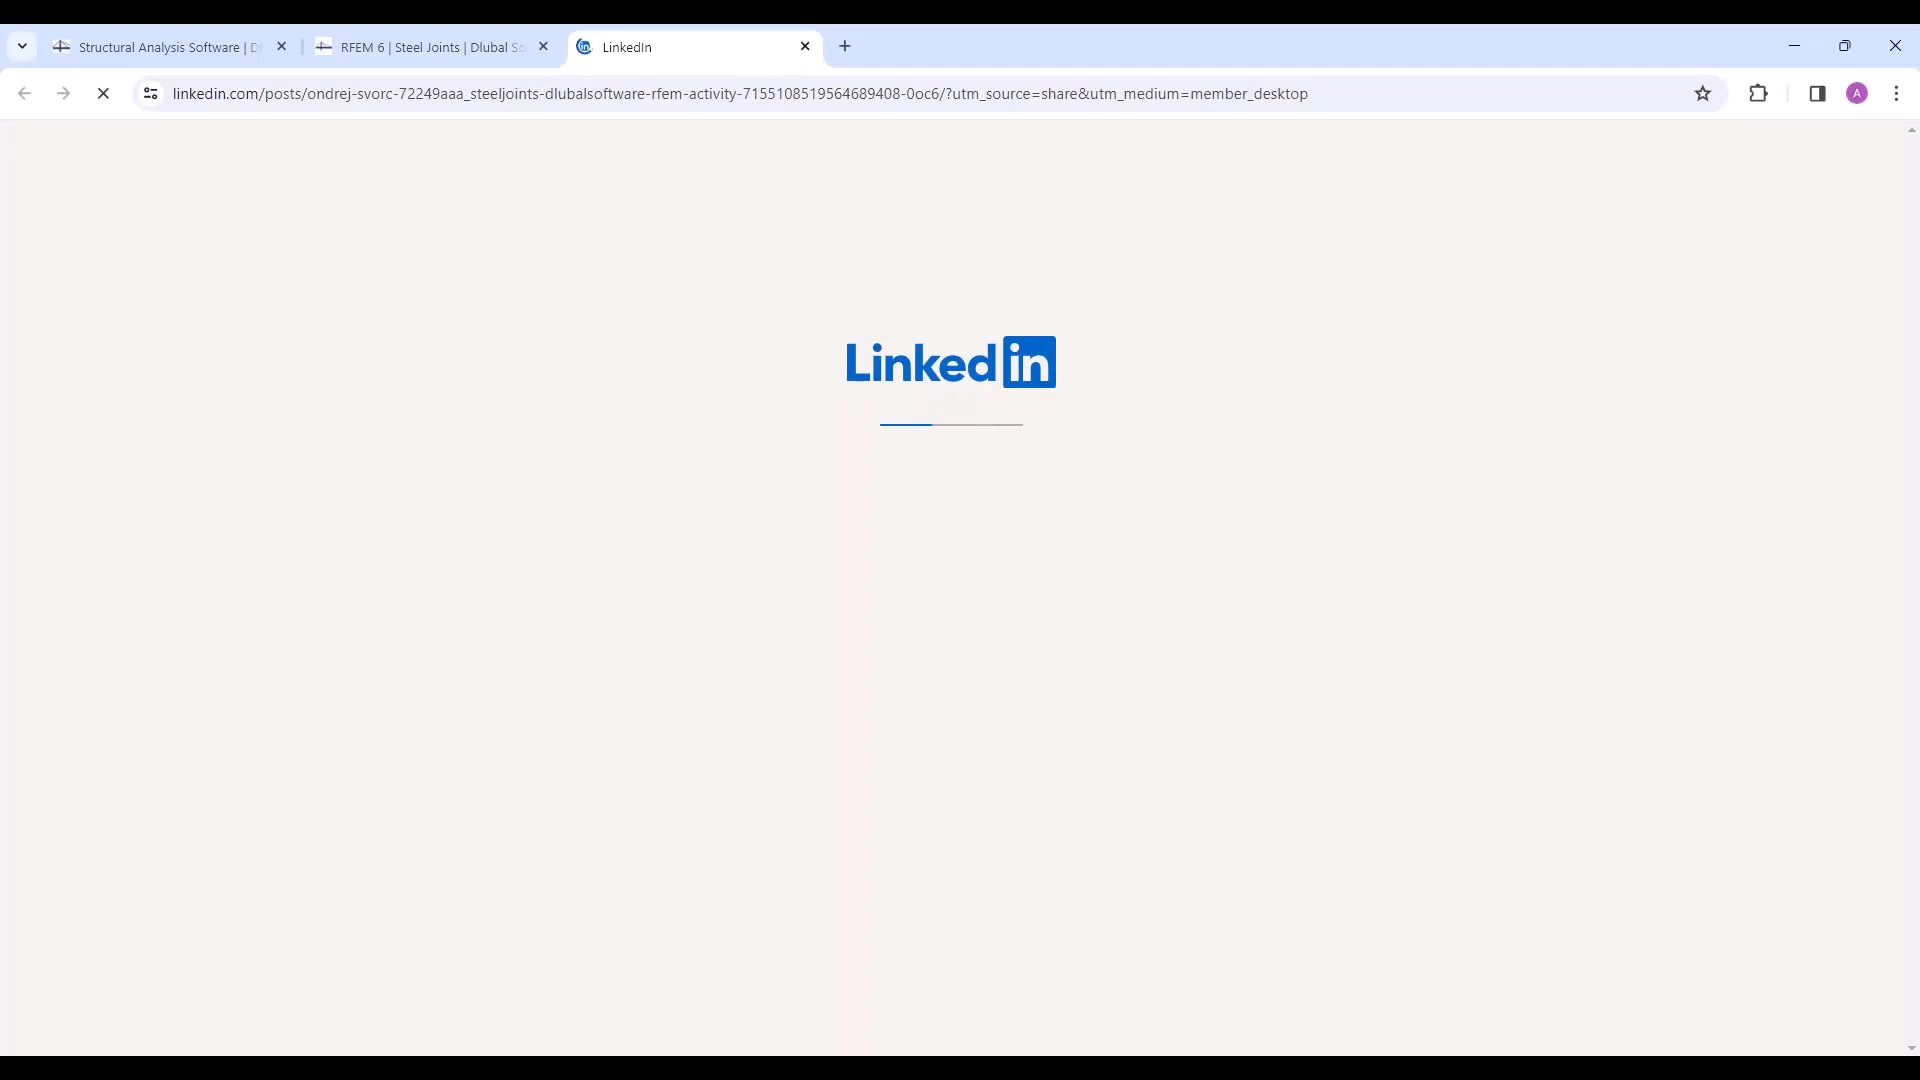 Structural Analysis Software | Dl
RFEM 6 | Steel Joints | Dlubal So
LinkedIn
linkedin.com/posts/ondrej-svorc-72249aaa_steeljoints-dlubalsoftware-rfem-activity-7155108519564689408-0oc6/?utm_source=share&utm_medium=member_desktop
A
LinkedIn